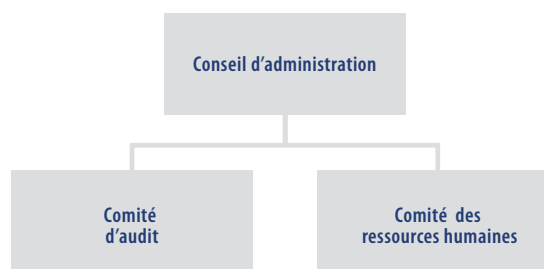 Conseil d’administration
Comité
d’audit
Comité des
ressources humaines